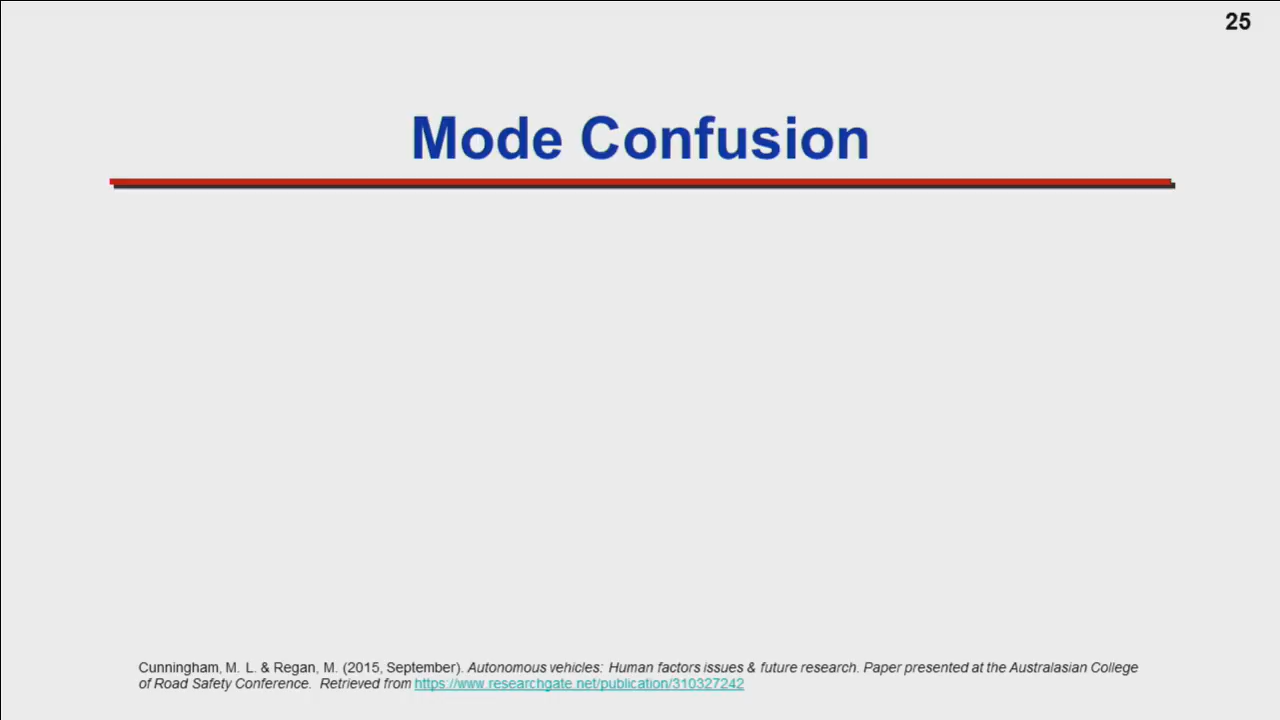 25
Mode Confusion
Cunningham, M. L. & Regan, M. (2015, September). Autonomous vehicles: Human factors issues & future research. Paper presented at the Australasian College
of Road Safety Conference. Retrieved from https://www.researchgate.net/publication/310327242